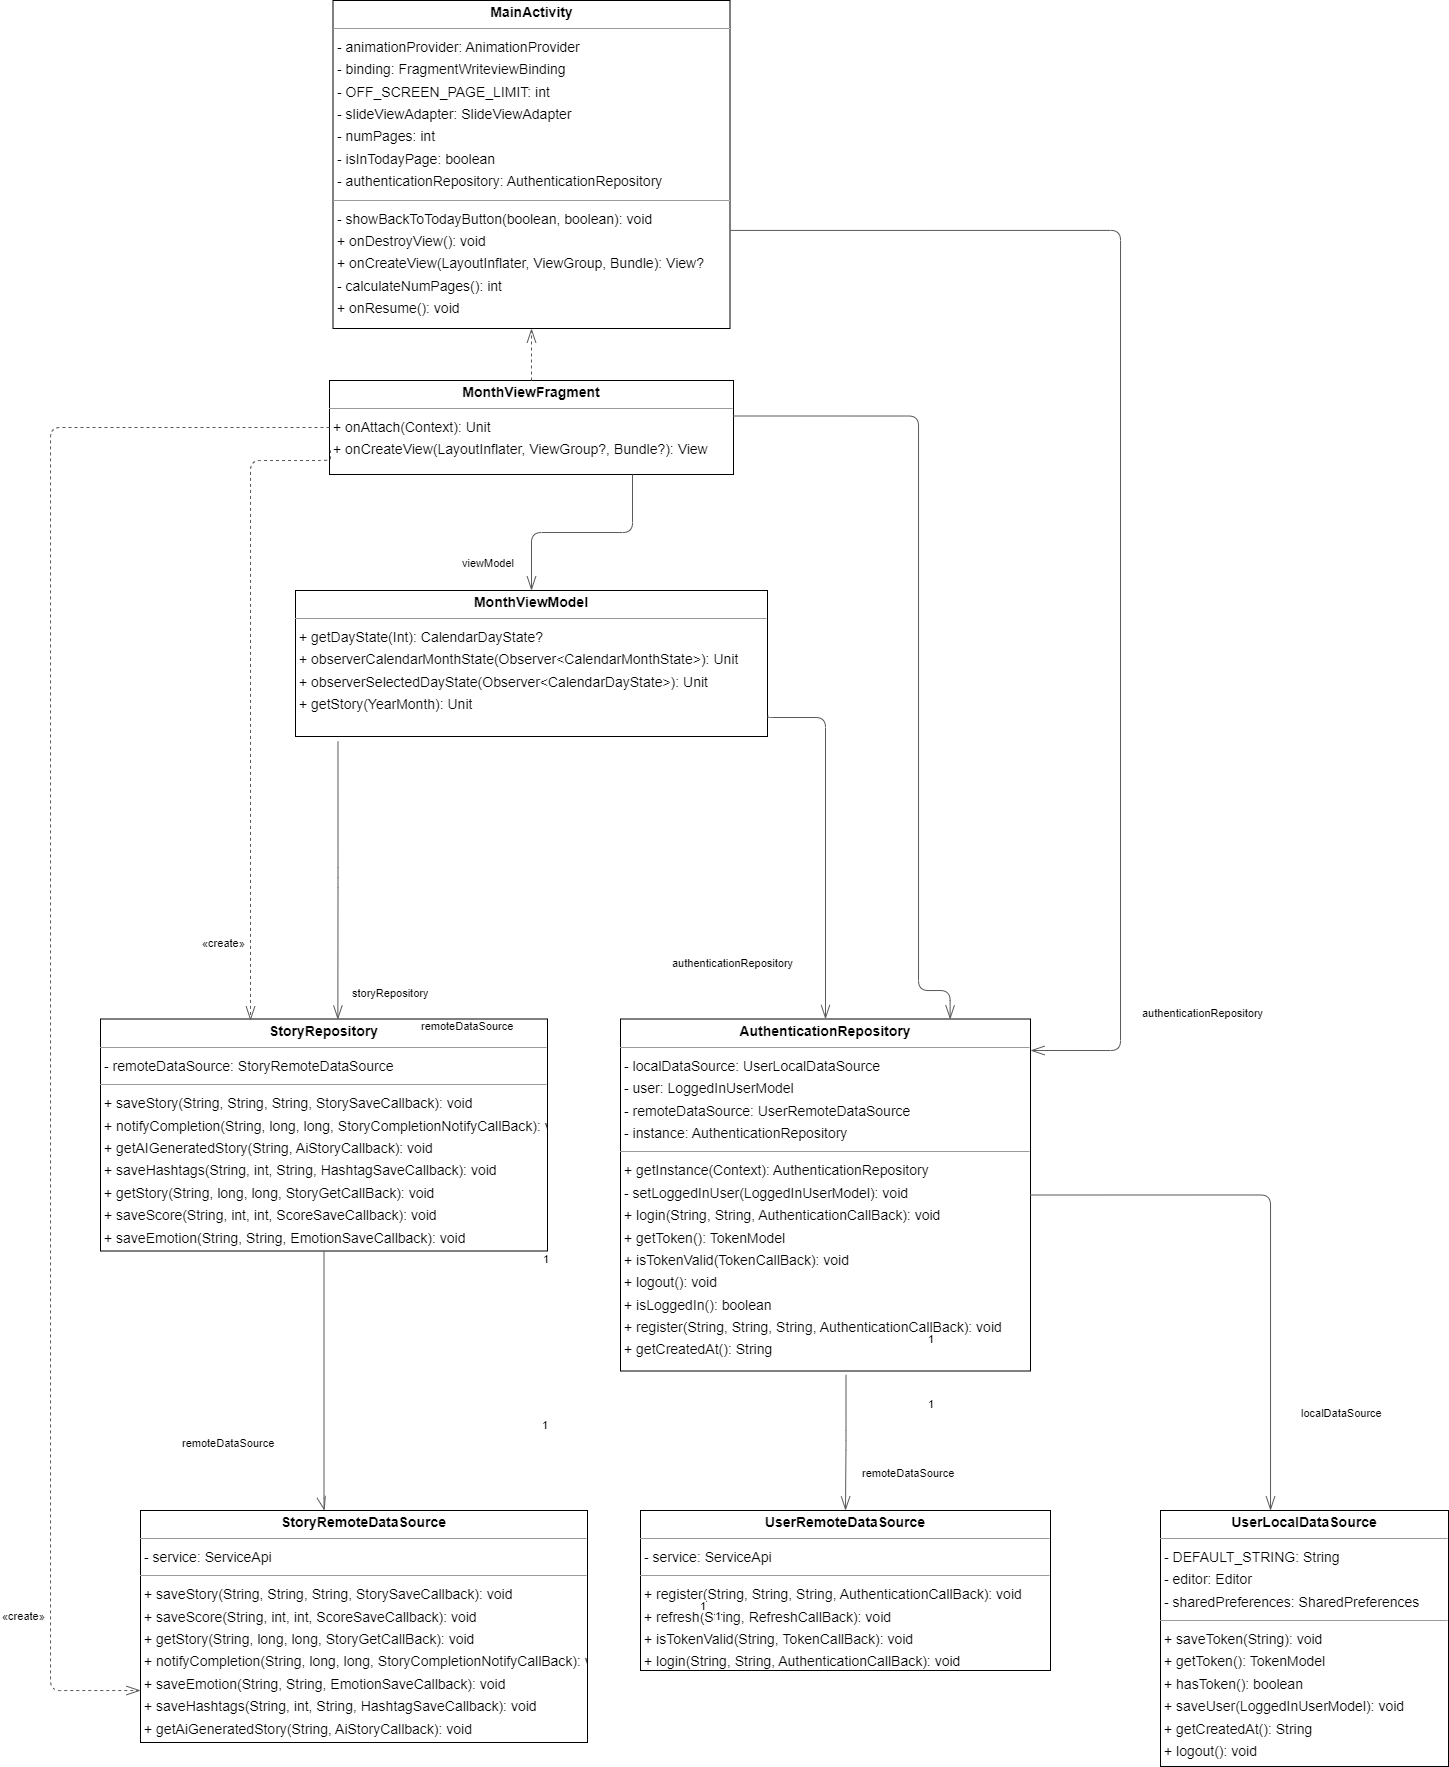 MainActivity
- animationProvider: AnimationProvider
- binding: FragmentWriteviewBinding
- OFF_SCREEN_PAGE_LIMIT: int
- slideViewAdapter: SlideViewAdapter
- numPages: int
- isInTodayPage: boolean
- authenticationRepository: AuthenticationRepository
- showBackToTodayButton(boolean, boolean): void
+ onDestroyView(): void
+ onCreateView(LayoutInflater, ViewGroup, Bundle): View?
- calculateNumPages(): int
+ onResume(): void
MonthViewFragment
+ onAttach(Context): Unit
+ onCreateView(LayoutInflater, ViewGroup?, Bundle?): View
viewModel
MonthViewModel
+ getDayState(Int): CalendarDayState?
+ observerCalendarMonthState(Observer<CalendarMonthState>): Unit
+ observerSelectedDayState(Observer<CalendarDayState>): Unit
+ getStory(YearMonth): Unit
«create»
storyRepository
authenticationRepository
authenticationRepository
StoryRepository
remoteDataSource
- remoteDataSource: StoryRemoteDataSource
+ saveStory(String, String, String, StorySaveCallback): void
+ notifyCompletion(String, long, long, StoryCompletionNotifyCallBack):
+ getAIGeneratedStory(String, AiStoryCallback): void
+ saveHashtags(String, int, String, HashtagSaveCallback): void
+ getStory(String, long, long, StoryGetCallBack): void
+ saveScore(String, int, int, ScoreSaveCallback): void
+ saveEmotion(String, String, EmotionSaveCallback): void
1
AuthenticationRepository
- localDataSource: UserLocalDataSource
- user: LoggedInUserModel
- remoteDataSource: UserRemoteDataSource
- instance: AuthenticationRepository
+ getInstance(Context): AuthenticationRepository
- setLoggedInUser(LoggedInUserModel): void
+ login(String, String, AuthenticationCallBack): void
+ getToken(): TokenModel
+ isTokenValid(TokenCallBack): void
+ logout(): void
+ isLoggedIn(): boolean
+ register(String, String, String, AuthenticationCallBack): void
1
+ getCreatedAt(): String
1
1
remoteDataSource
remoteDataSource
localDataSource
«create»
StoryRemoteDataSource
- service: ServiceApi
+ saveStory(String, String, String, StorySaveCallback): void
+ saveScore(String, int, int, ScoreSaveCallback): void
+ getStory(String, long, long, StoryGetCallBack): void
+ notifyCompletion(String, long, long, StoryCompletionNotifyCallBack):
+ saveEmotion(String, String, EmotionSaveCallback): void
+ saveHashtags(String, int, String, HashtagSaveCallback): void
+ getAiGeneratedStory(String, AiStoryCallback): void
UserRemoteDataSource
- service: ServiceApi
+ register(String, String, String, AuthenticationCallBack): void
1
1
+ refresh(String, RefreshCallBack): void
+ isTokenValid(String, TokenCallBack): void
+ login(String, String, AuthenticationCallBack): void
UserLocalDataSource
- DEFAULT_STRING: String
- editor: Editor
- sharedPreferences: SharedPreferences
+ saveToken(String): void
+ getToken(): TokenModel
+ hasToken(): boolean
+ saveUser(LoggedInUserModel): void
+ getCreatedAt(): String
+ logout(): void